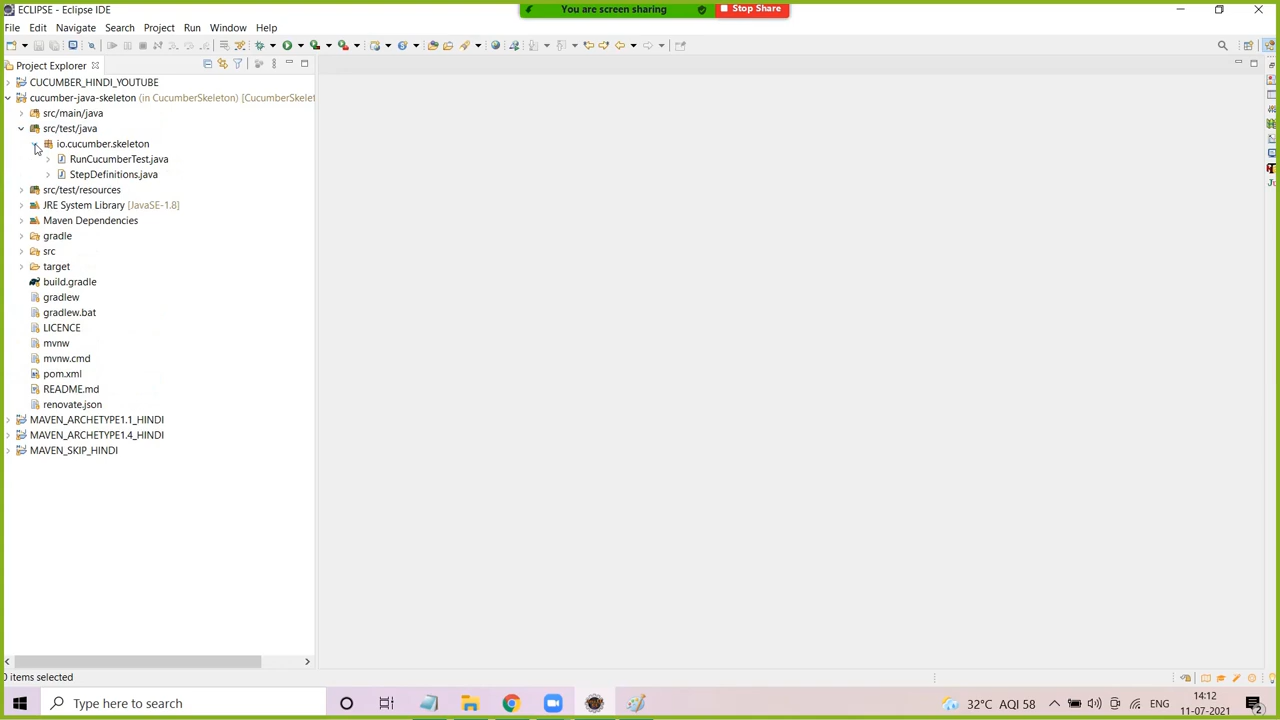 ECLIPSE - Eclipse IDE
You are screen sharing
Stop Share
File Edit Navigate Search Project Run Window Help
Project Explorer
CUCUMBER_HINDI_YOUTUBE
cucumber-java-skeleton (in CucumberSkeleton) [CucumberSkelet
src/main/java
src/test/java
io.cucumber.skeleton
RunCucumberTest.java
StepDefinitions.java
src/test/resources
JRE System Library [JavaSE-1.8]
Maven Dependencies
gradle
src
target
build.gradle
gradlew
gradlew.bat
LICENCE
mvnw
mvnw.cmd
pom.xml
README.md
renovate.json
MAVEN_ARCHETYPE1.1_HINDI
MAVEN_ARCHETYPE1.4_HINDI
MAVEN_SKIP_HINDI
0 items selected
Type here to search
32°C AQI 58
ENG
14:12
11-07-2021
2